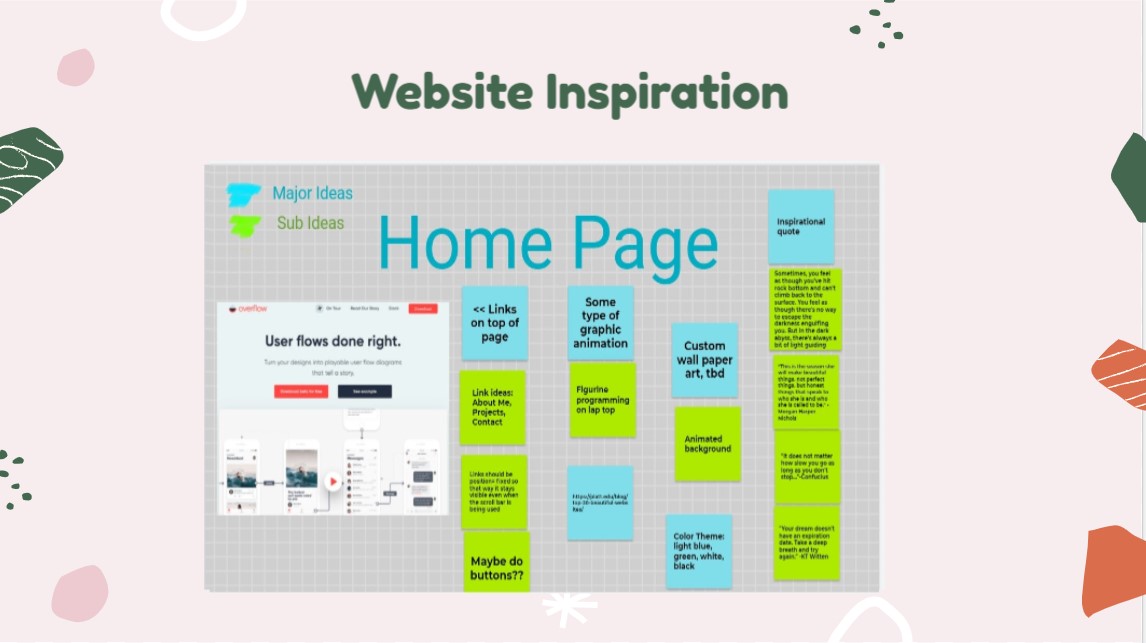 Website Inspiration
Major Ideas
Sub Ideas
Home Page
overflow
User flows done right.
Turn your designs into playable user flow diagrams
that tell a story.
<< Links
on top of
page
Link ideas:
About Me,
Projects,
Contact
Links should be
position: fixed so
that way it stays
visible even when
the scroll bar is
being used
Maybe do
buttons??
Some
type of
graphic
animation
Figurine
programming
on lap top
Custom
wall paper
art, tbd
Animated
background
Color Theme:
light blue,
green, white,
black
Inspirational
quote
Sometimes, you feel
as though you've hit
rock bottom and can't
climb back to the
surface. You feel as
though there's no way
to escape the
darkness engulfing
you. But in the dark
abyss, there's always a
bit of light guiding
"This is the season she
will make beautiful
things. not perfect
things. but honest
things that speak to
who she is and who
she is called to be." -
Morgan Harper
Nichols
"It does not matter
how slow you go as
long as you don't
stop..."-Confucius
"Your dream doesn't
have an expiration
date. Take a deep
breath and try
again." -KT Witten